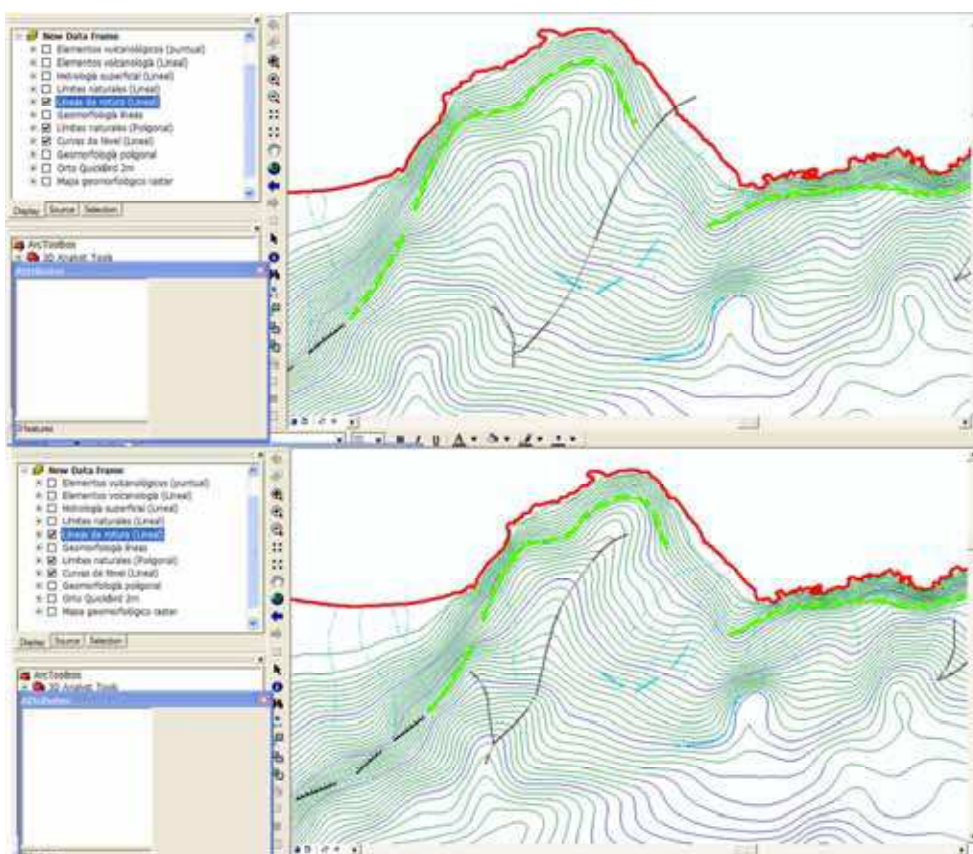 New Data Frame
Elementos vulcanológicos (puntual)
Elementos volcanología (Lineal)
Hidrología superficial (Lineal)
Límites naturales (Lineal)
Líneas de rotura (Lineal)
Geomorfología líneas
Límites naturales (Poligonal)
Curvas de Nivel (Lineal)
Geomorfología poligonal
Orto QuickBird 2m
Mapa geomorfológico raster
Display Source Selection
ArcToolbox
3D Analyst Tools
Attributes
0 features
B I U A
New Data Frame
Elementos vulcanológicos (puntual)
Elementos volcanología (Lineal)
Hidrología superficial (Lineal)
Límites naturales (Lineal)
Líneas de rotura (Lineal)
Geomorfología líneas
Límites naturales (Poligonal)
Curvas de Nivel (Lineal)
Geomorfología poligonal
Orto QuickBird 2m
Mapa geomorfológico raster
Display Source Selection
ArcToolbox
3D Analyst Tools
Attributes